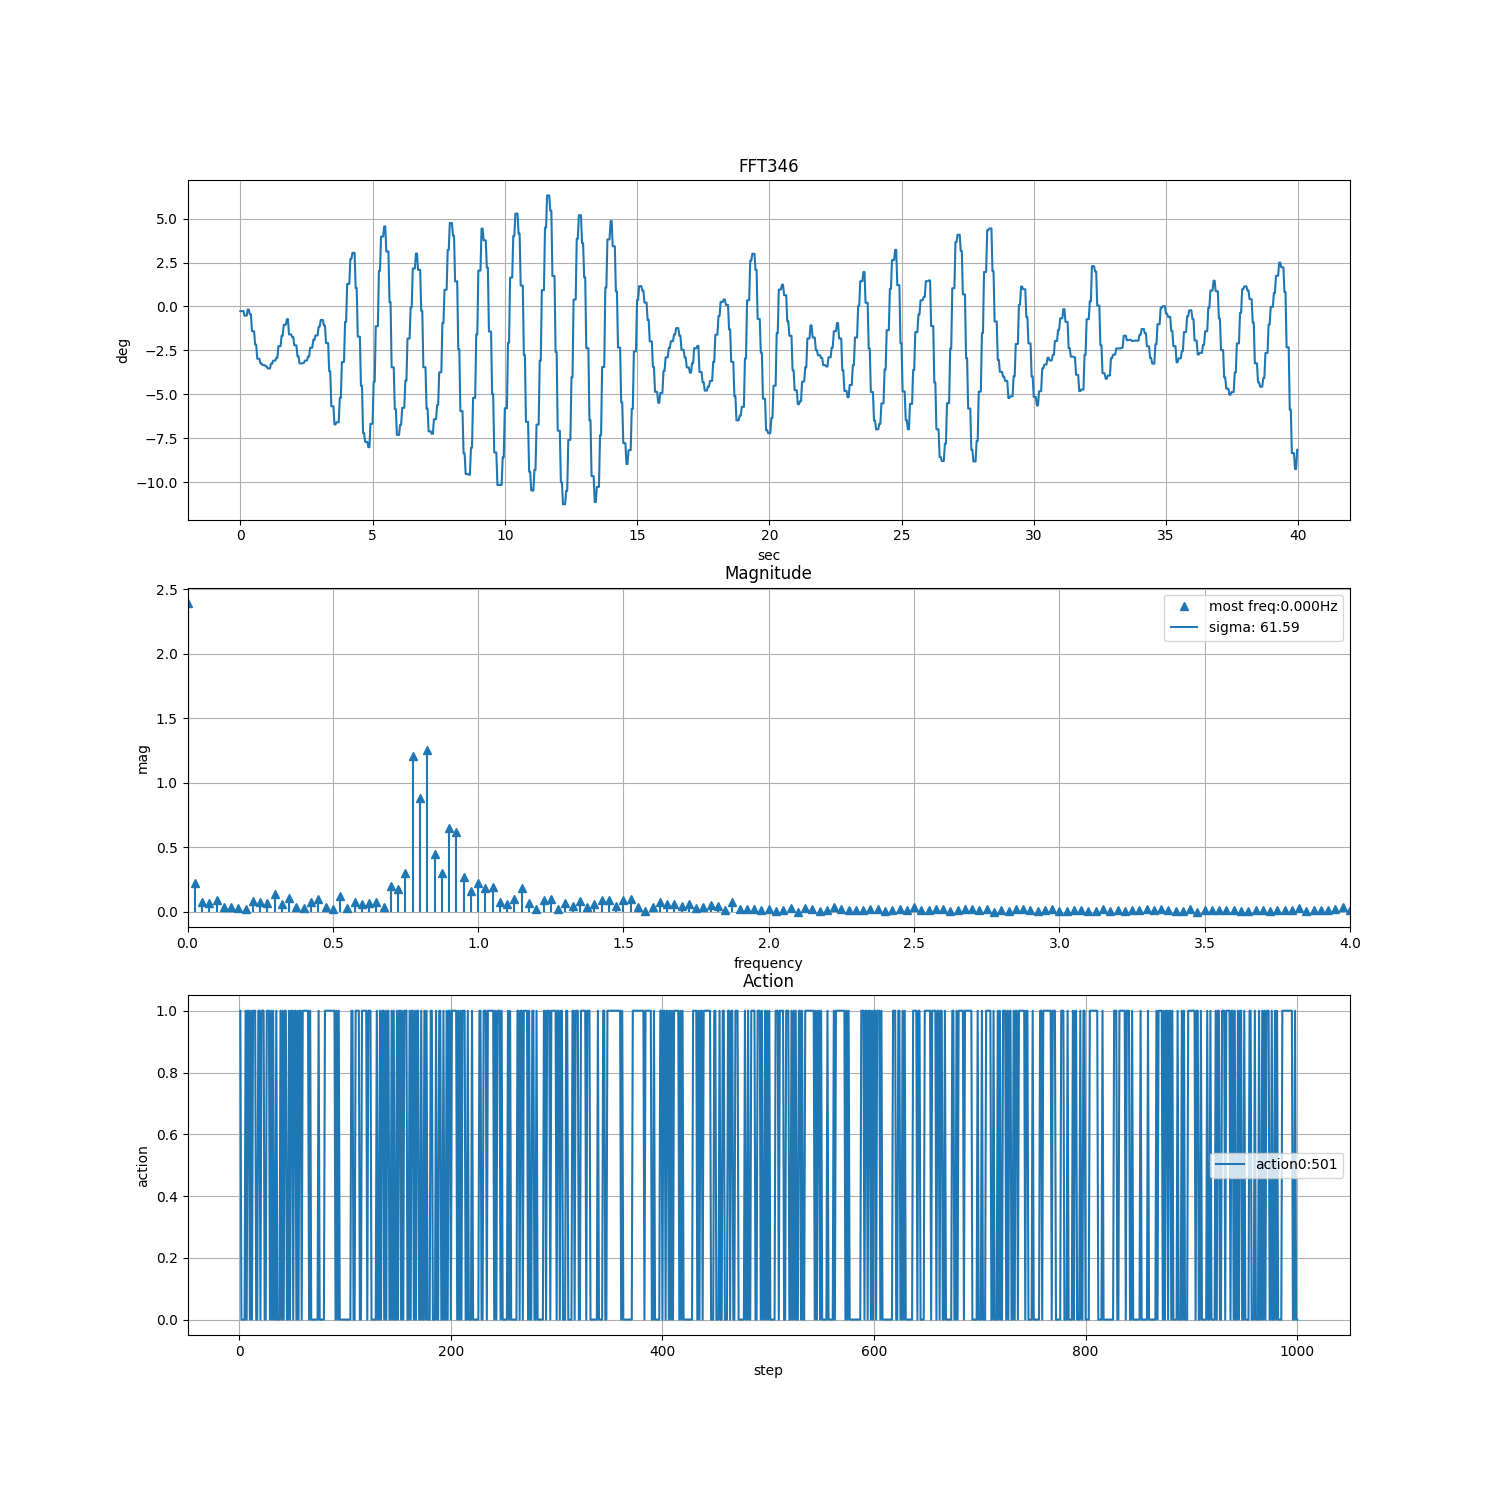 FFT346
5.0
2.5
0.0
−2.5
−5.0
−7.5
−10.0
deg
0 5 10 15 20 25 30 35 40
sec
Magnitude
2.5
2.0
1.5
1.0
0.5
0.0
mag
most freq:0.000Hz
sigma: 61.59
0.0 0.5 1.0 1.5 2.0 2.5 3.0 3.5 4.0
frequency
Action
1.0
0.8
0.6
0.4
0.2
0.0
action
action0:501
0 200 400 600 800 1000
step